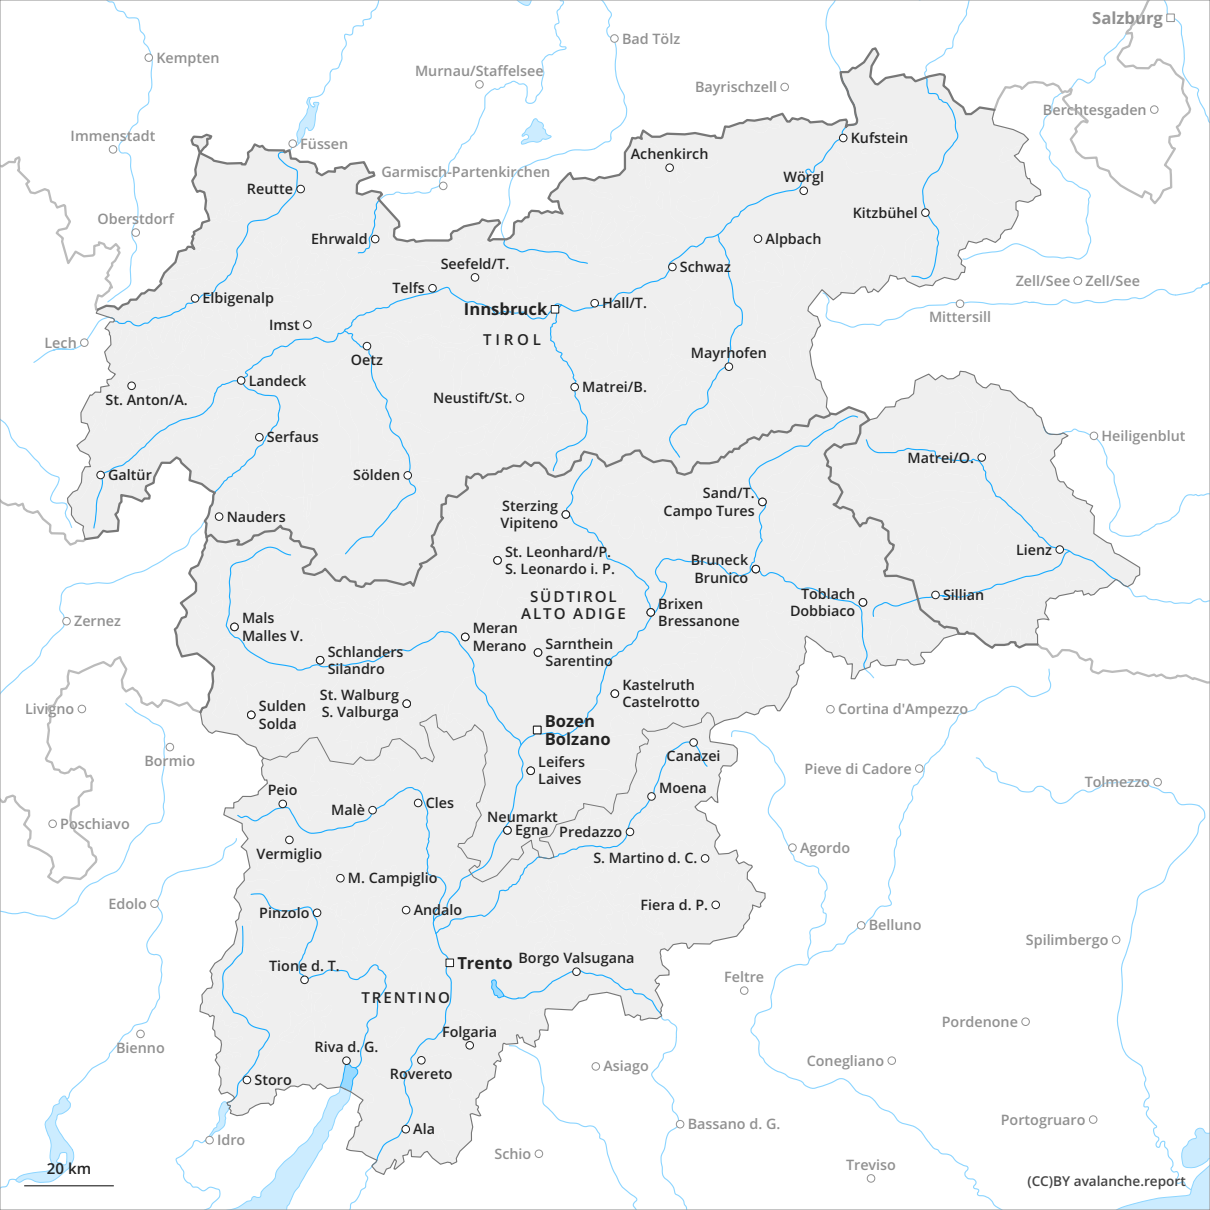 Salzburg
Kempten
Bad Tölz
Murnau/Staffelsee
Bayrischzell
Berchtesgaden
Immenstadt
Füssen
Kufstein
Achenkirch
Garmisch-Partenkirchen
Wörgl
Reutte
Oberstdorf
Kitzbühel
Ehrwald
Alpbach
Seefeld/T.
Schwaz
Zell/See
Zell/See
Telfs
Elbigenalp
Hall/T.
Innsbruck
Mittersill
Imst
TIROL
Lech
Oetz
Mayrhofen
Landeck
Matrei/B.
St. Anton/A.
Neustift/St.
Serfaus
Heiligenblut
Matrei/O.
Galtür
Sölden
Sand/T.
Campo Tures
Sterzing
Vipiteno
Nauders
Lienz
St. Leonhard/P.
S. Leonardo i. P.
Bruneck
Brunico
SÜDTIROL
ALTO ADIGE
Toblach
Dobbiaco
Sillian
Brixen
Bressanone
Mals
Malles V.
Zernez
Meran
Merano
Sarnthein
Sarentino
Schlanders
Silandro
Kastelruth
Castelrotto
St. Walburg
S. Valburga
Sulden
Solda
Livigno
Cortina d'Ampezzo
Bozen
Bolzano
Bormio
Canazei
Leifers
Laives
Pieve di Cadore
Tolmezzo
Peio
Moena
Malè
Cles
Neumarkt
Egna
Poschiavo
Predazzo
Vermiglio
S. Martino d. C.
Agordo
M. Campiglio
Edolo
Pinzolo
Andalo
Fiera d. P.
Belluno
Spilimbergo
Tione d. T.
Trento
Borgo Valsugana
Feltre
TRENTINO
Pordenone
Folgaria
Bienno
Riva d. G.
Conegliano
Asiago
Rovereto
Storo
Portogruaro
Bassano d. G.
Ala
Idro
Schio
Treviso
20 km
(CC)BY avalanche.report